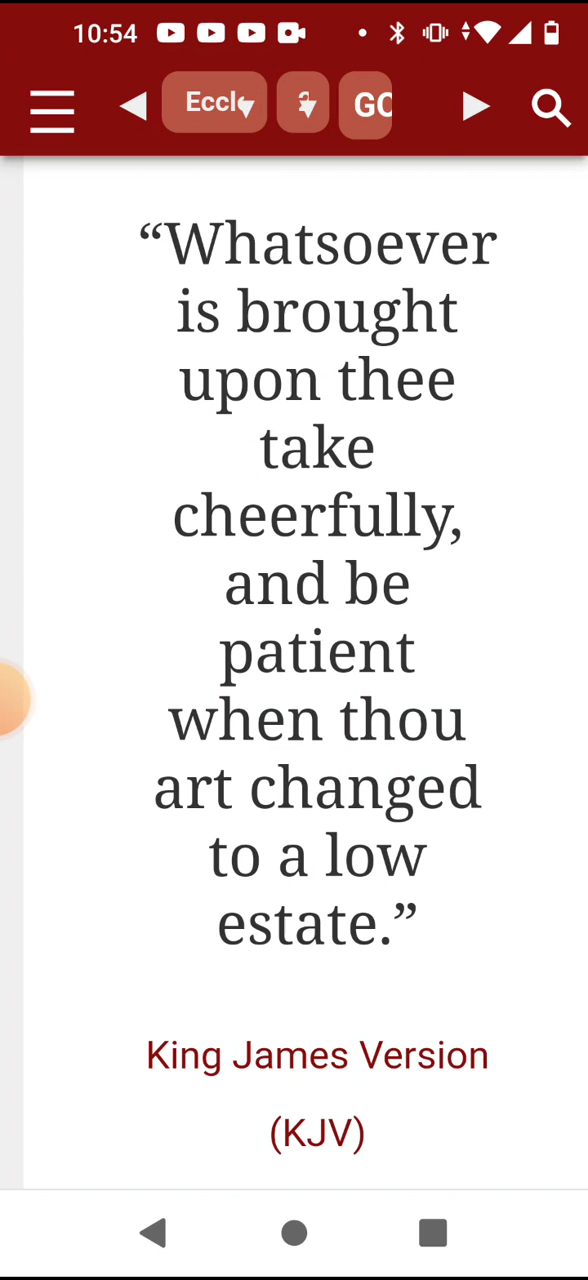 10:54
Eccl
GO
“Whatsoever
is brought
upon thee
take
cheerfully,
and be
patient
when thou
art changed
to a low
estate.”
King James Version
(KJV)